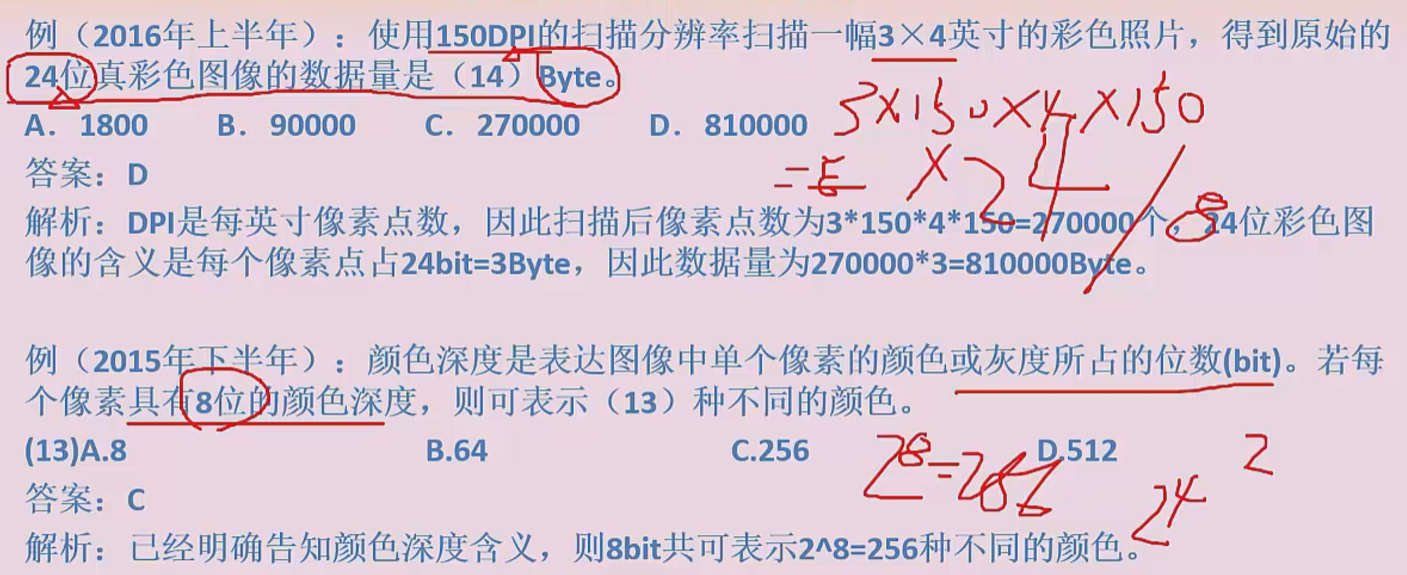 例（2016年上半年）：使用150DPI的扫描分辨率扫描一幅3×4英寸的彩色照片，得到原始的
24位真彩色图像的数据量是（14）Byte。
A．1800 B．90000 C．270000 D．810000
3×150×4×150
×24/8
答案：D
解析：DPI是每英寸像素点数，因此扫描后像素点数为3*150*4*150=270000个，24位彩色图
像的含义是每个像素点占24bit=3Byte，因此数据量为270000*3=810000Byte。
例（2015年下半年）：颜色深度是表达图像中单个像素的颜色或灰度所占的位数(bit)。若每
个像素具有8位的颜色深度，则可表示（13）种不同的颜色。
(13)A.8 B.64 C.256 D.512
2^8=256 2
24
答案：C
解析：已经明确告知颜色深度含义，则8bit共可表示2^8=256种不同的颜色。